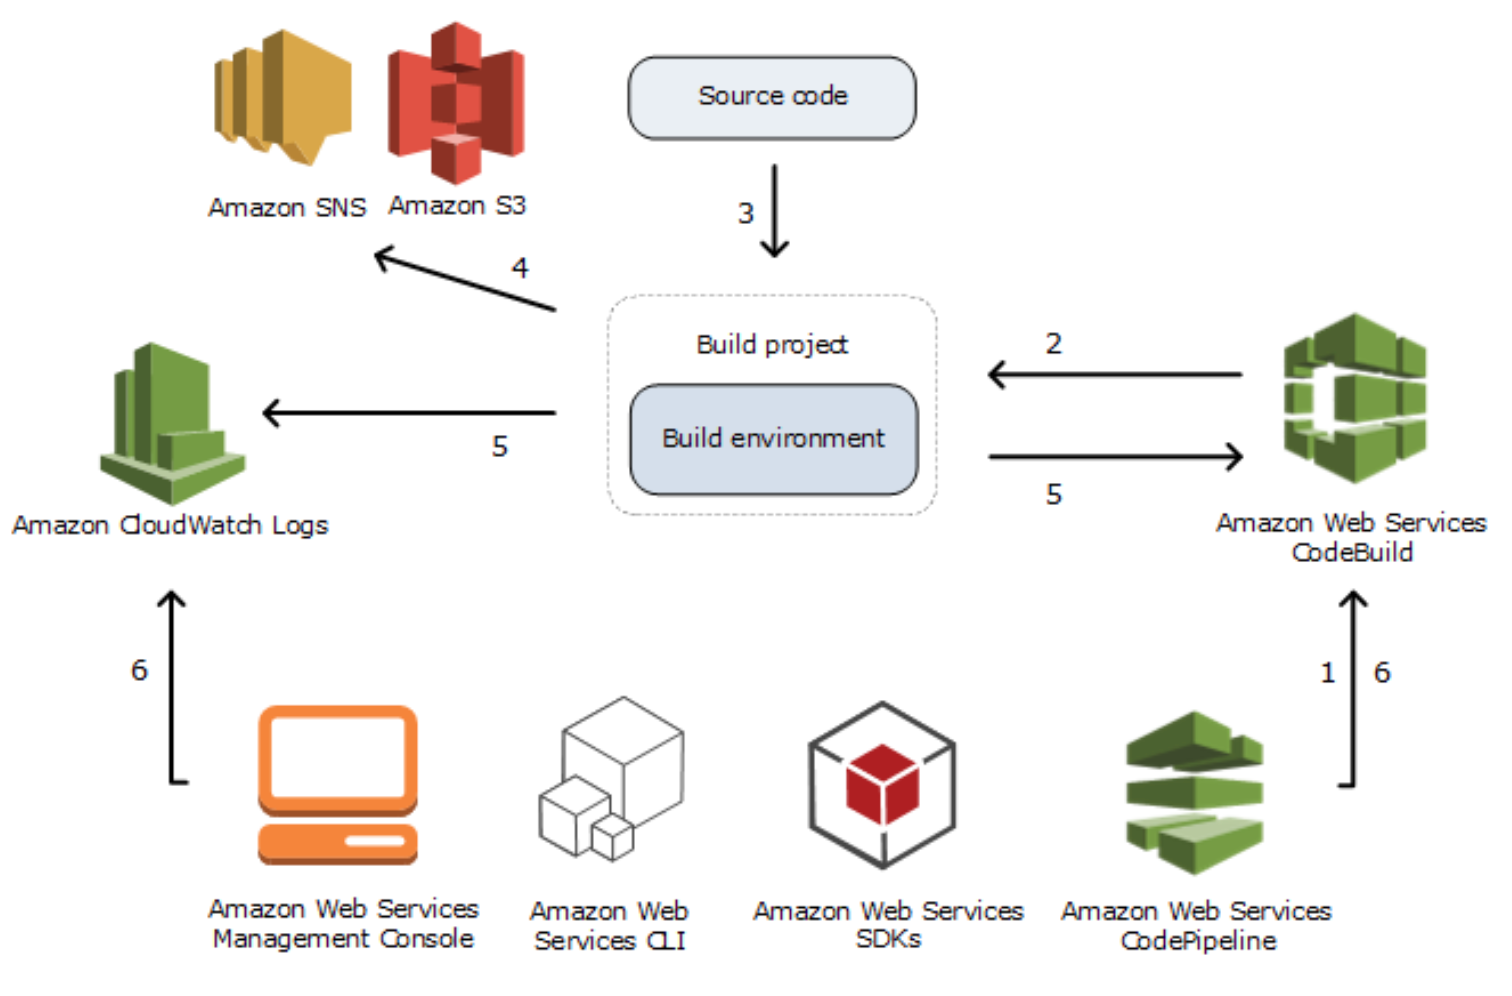 Source code
Amazon SNS
Amazon S3
3
4
Build project
2
Build environment
5
5
Amazon CloudWatch Logs
Amazon Web Services
CodeBuild
6
1
6
Amazon Web Services
Management Console
Amazon Web
Services CLI
Amazon Web Services
SDKs
Amazon Web Services
CodePipeline